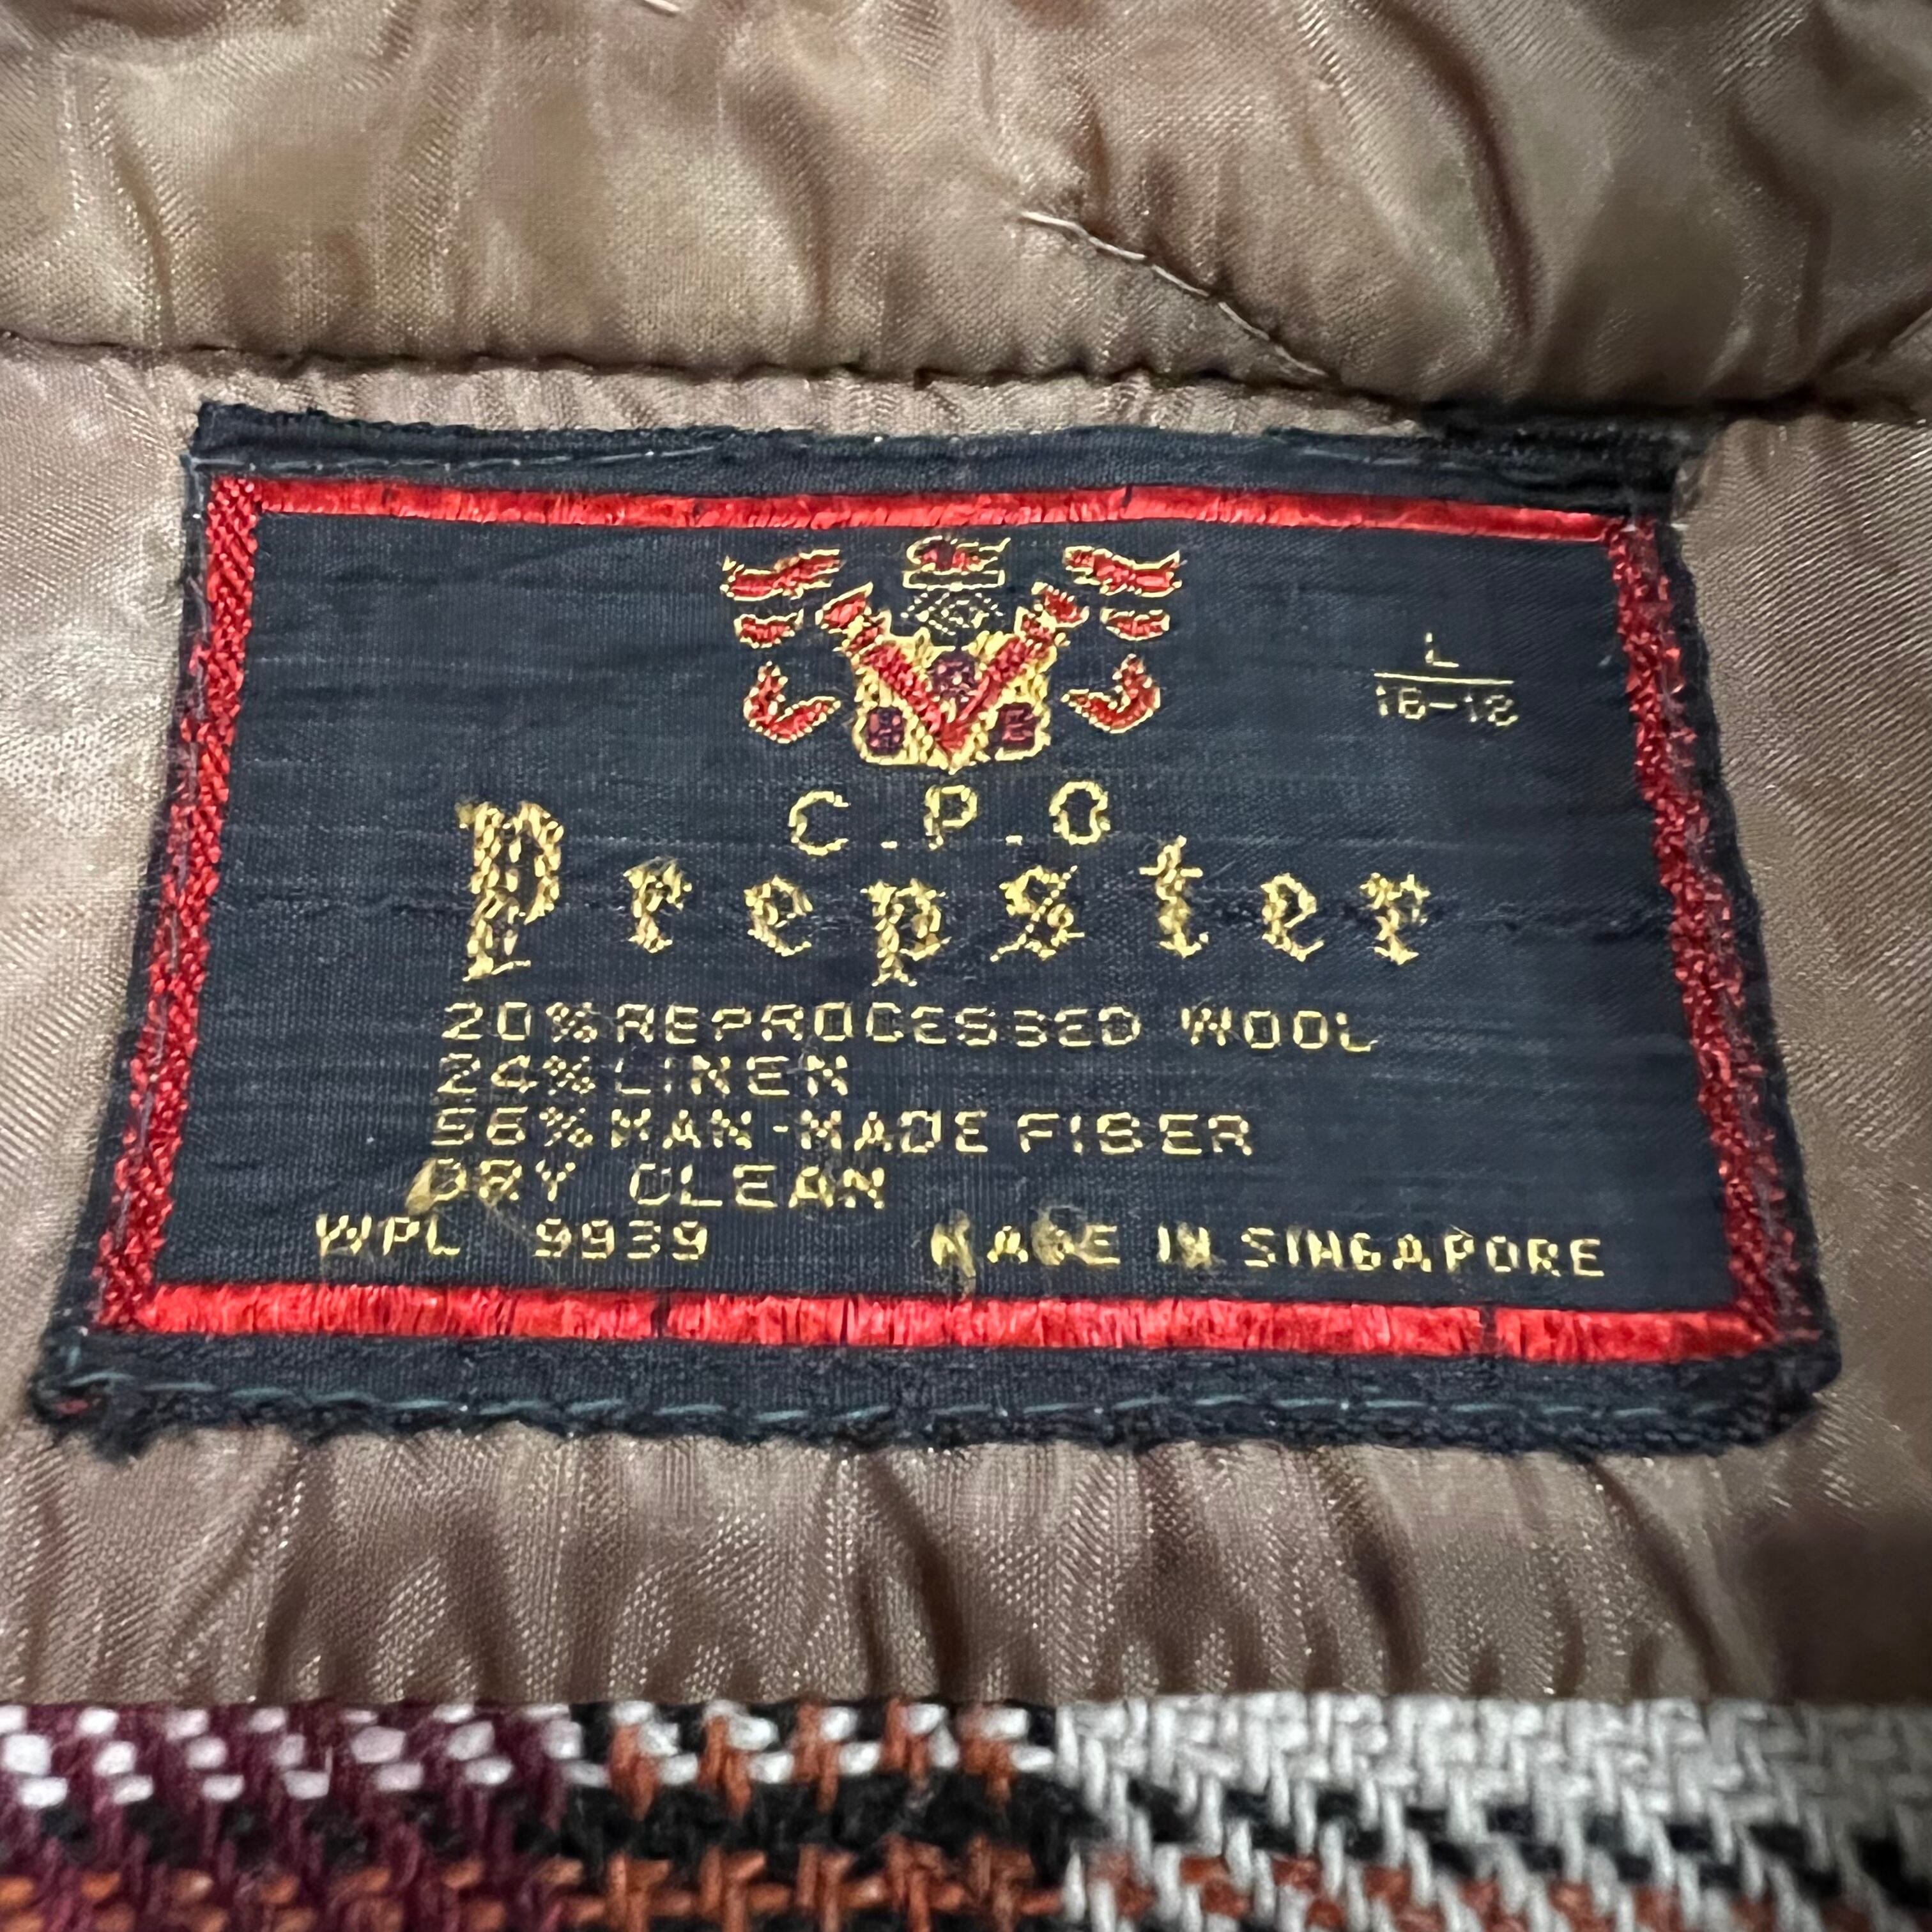 L
16-18
C.P.O
Prepster
20% REPROCESSED WOOL
24% LINEN
56% MAN-MADE FIBER
DRY CLEAN
WPL 9939 MADE IN SINGAPORE